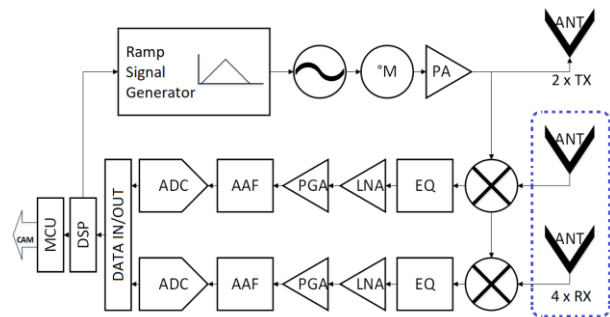 Ramp
Signal
Generator
°M
PA
ANT
2 x TX
ANT
ADC
AAF
PGA
LNA
EQ
CAM
MCU
DSP
DATA IN/OUT
ANT
ADC
AAF
PGA
LNA
EQ
4 x RX